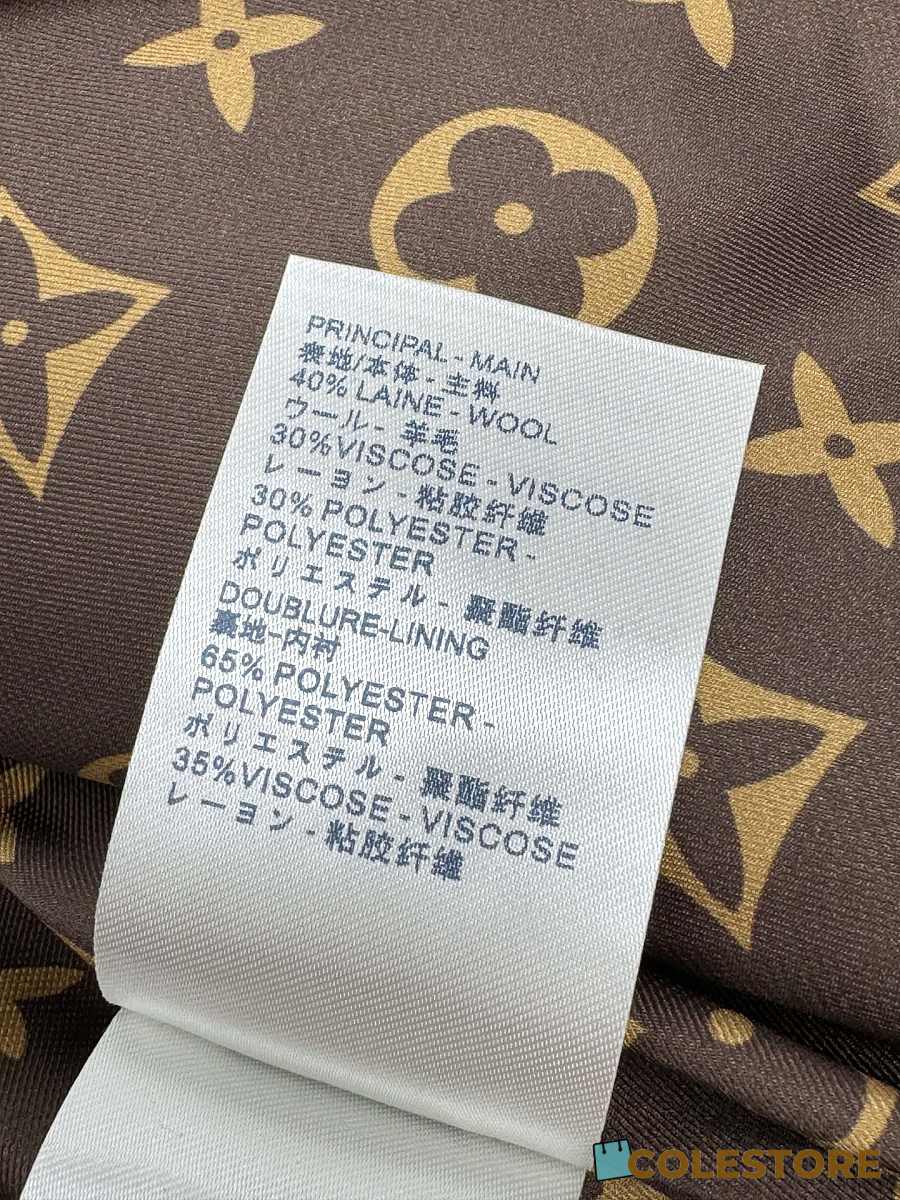 PRINCIPAL - MAIN
表地/本体 - 主料
40% LAINE - WOOL
ウール - 羊毛
30%VISCOSE - VISCOSE
レーヨン - 粘胶纤维
30% POLYESTER -
POLYESTER
ポリエステル - 聚酯纤维
DOUBLURE-LINING
裏地-内衬
65% POLYESTER -
POLYESTER
ポリエステル - 聚酯纤维
35%VISCOSE - VISCOSE
レーヨン - 粘胶纤维
COLESTORE